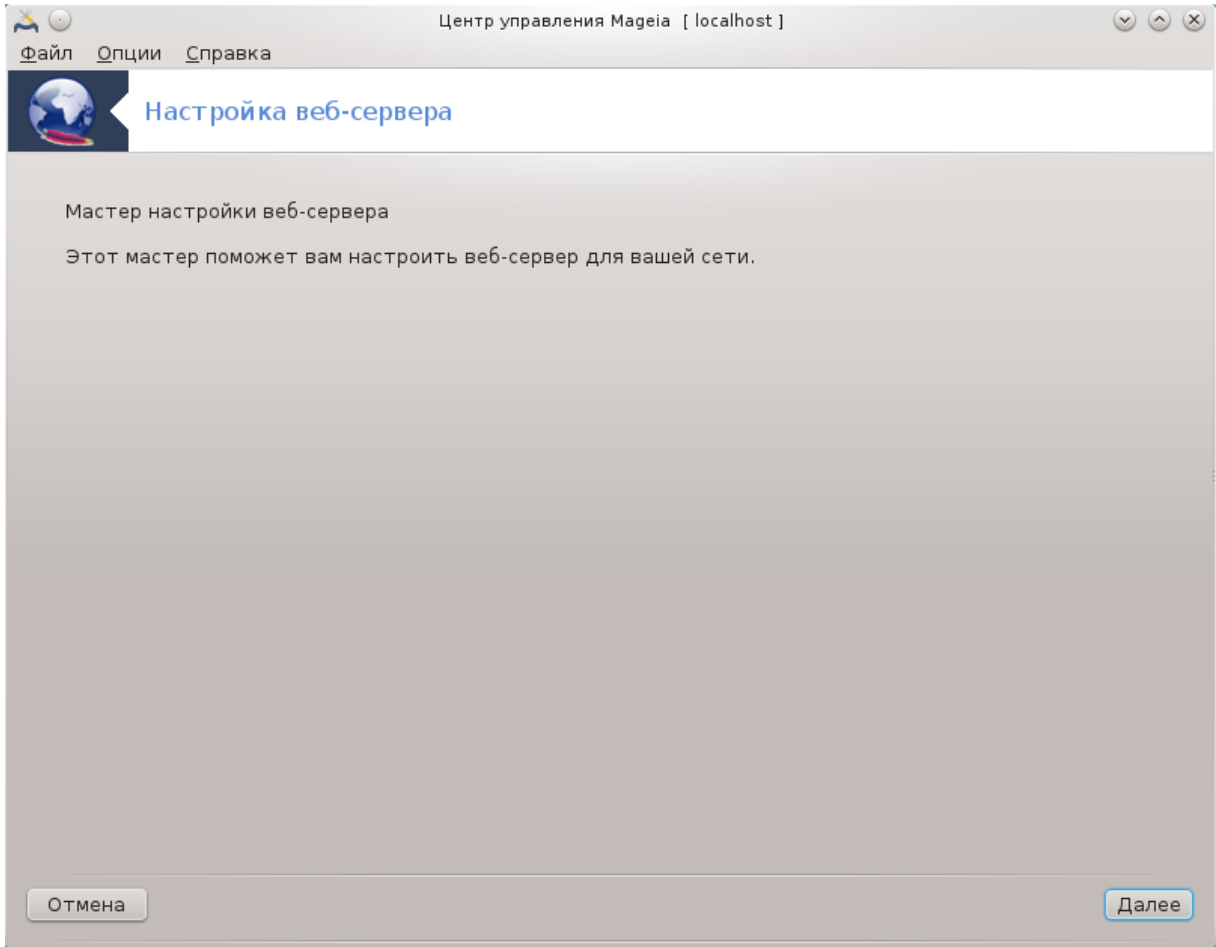 Центр управления Mageia [ localhost ]
Файл Опции Справка
Настройка веб-сервера
Мастер настройки веб-сервера
Этот мастер поможет вам настроить веб-сервер для вашей сети.
Отмена Далее